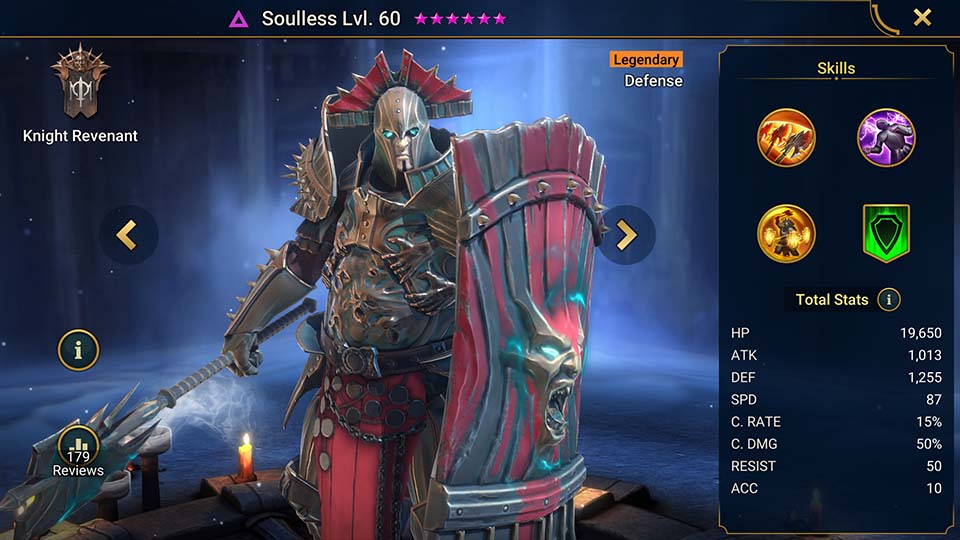 Soulless Lvl. 60
Knight Revenant
Legendary
Defense
179
Reviews
Skills
Total Stats
HP 19,650
ATK 1,013
DEF 1,255
SPD 87
C. RATE 15%
C. DMG 50%
RESIST 50
ACC 10